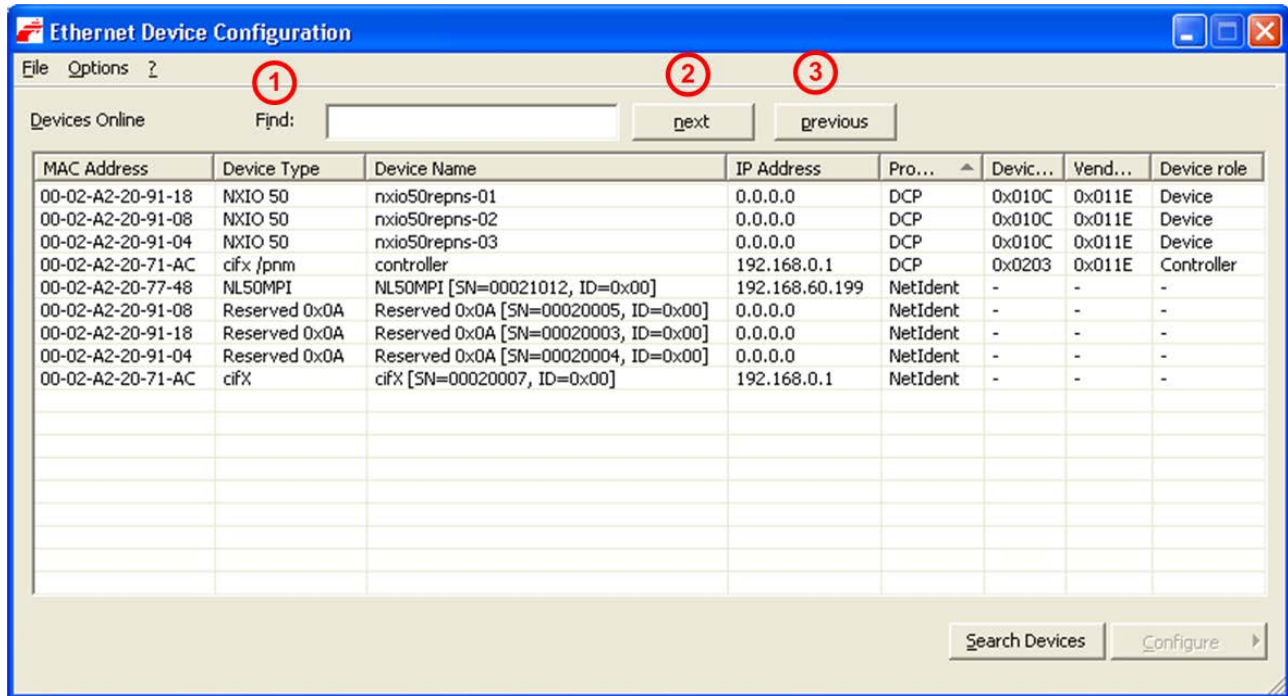 Ethernet Device Configuration
File Options ?
1 2 3
Devices Online Find: next previous
MAC Address Device Type Device Name IP Address Pro... Devic... Vend... Device role
00-02-A2-20-91-18 NXIO 50 nxio50repns-01 0.0.0.0 DCP 0x010C 0x011E Device
00-02-A2-20-91-08 NXIO 50 nxio50repns-02 0.0.0.0 DCP 0x010C 0x011E Device
00-02-A2-20-91-04 NXIO 50 nxio50repns-03 0.0.0.0 DCP 0x010C 0x011E Device
00-02-A2-20-71-AC cifx /pnm controller 192.168.0.1 DCP 0x0203 0x011E Controller
00-02-A2-20-77-48 NL50MPI NL50MPI [SN=00021012, ID=0x00] 192.168.60.199 NetIdent - - -
00-02-A2-20-91-08 Reserved 0x0A Reserved 0x0A [SN=00020005, ID=0x00] 0.0.0.0 NetIdent - - -
00-02-A2-20-91-18 Reserved 0x0A Reserved 0x0A [SN=00020003, ID=0x00] 0.0.0.0 NetIdent - - -
00-02-A2-20-91-04 Reserved 0x0A Reserved 0x0A [SN=00020004, ID=0x00] 0.0.0.0 NetIdent - - -
00-02-A2-20-71-AC cifX cifX [SN=00020007, ID=0x00] 192.168.0.1 NetIdent - - -
Search Devices Configure